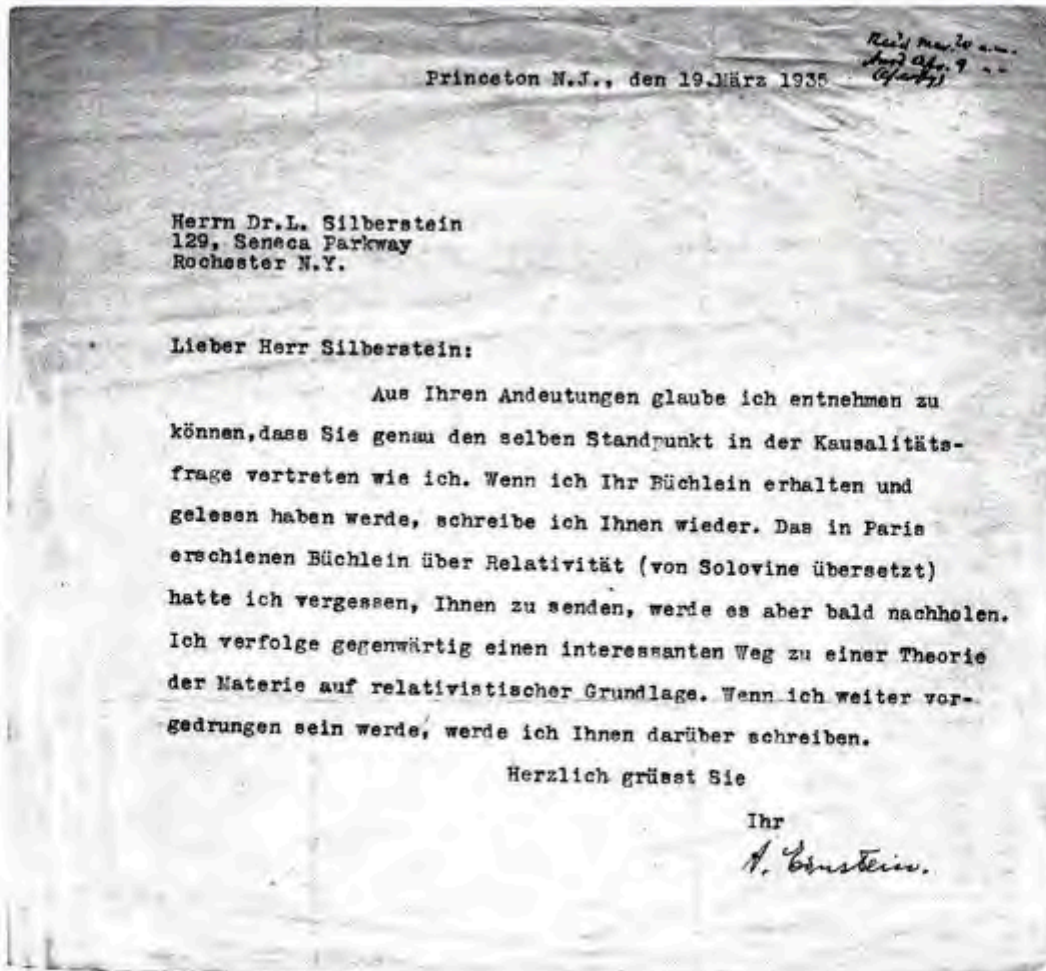 Rec'd Mar. 20 a.m.
Apr. 9
Princeton N.J., den 19.März 1935
Herrn Dr.L. Silberstein
129, Seneca Parkway
Rochester N.Y.
Lieber Herr Silberstein:
Aus Ihren Andeutungen glaube ich entnehmen zu
können,dass Sie genau den selben Standpunkt in der Kausalitäts-
frage vertreten wie ich. Wenn ich Ihr Büchlein erhalten und
gelesen haben werde, schreibe ich Ihnen wieder. Das in Paris
erschienen Büchlein über Relativität (von Solovine übersetzt)
hatte ich vergessen, Ihnen zu senden, werde es aber bald nachholen.
Ich verfolge gegenwärtig einen interessanten Weg zu einer Theorie
der Materie auf relativistischer Grundlage. Wenn ich weiter vor-
gedrungen sein werde, werde ich Ihnen darüber schreiben.
Herzlich grüsst Sie
Ihr
A. Einstein.